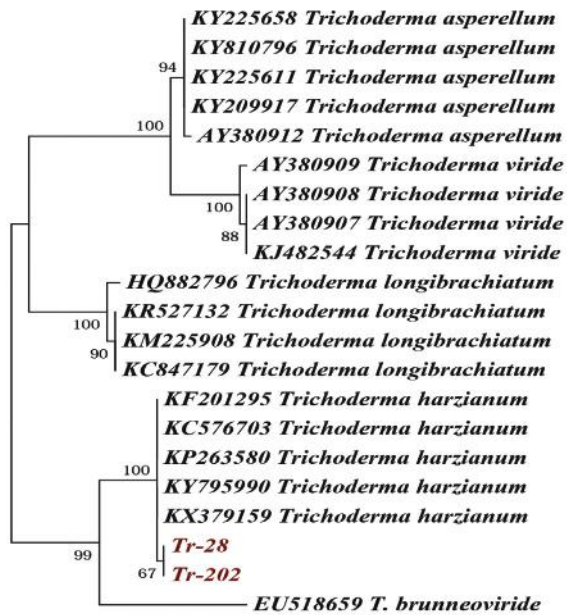 KY225658 Trichoderma asperellum
KY810796 Trichoderma asperellum
94
KY225611 Trichoderma asperellum
KY209917 Trichoderma asperellum
100
AY380912 Trichoderma asperellum
AY380909 Trichoderma viride
AY380908 Trichoderma viride
100
AY380907 Trichoderma viride
88
KJ482544 Trichoderma viride
HQ882796 Trichoderma longibrachiatum
KR527132 Trichoderma longibrachiatum
100
KM225908 Trichoderma longibrachiatum
90
KC847179 Trichoderma longibrachiatum
KF201295 Trichoderma harzianum
KC576703 Trichoderma harzianum
100
KP263580 Trichoderma harzianum
KY795990 Trichoderma harzianum
KX379159 Trichoderma harzianum
Tr-28
99
67
Tr-202
EU518659 T. brunneoviride